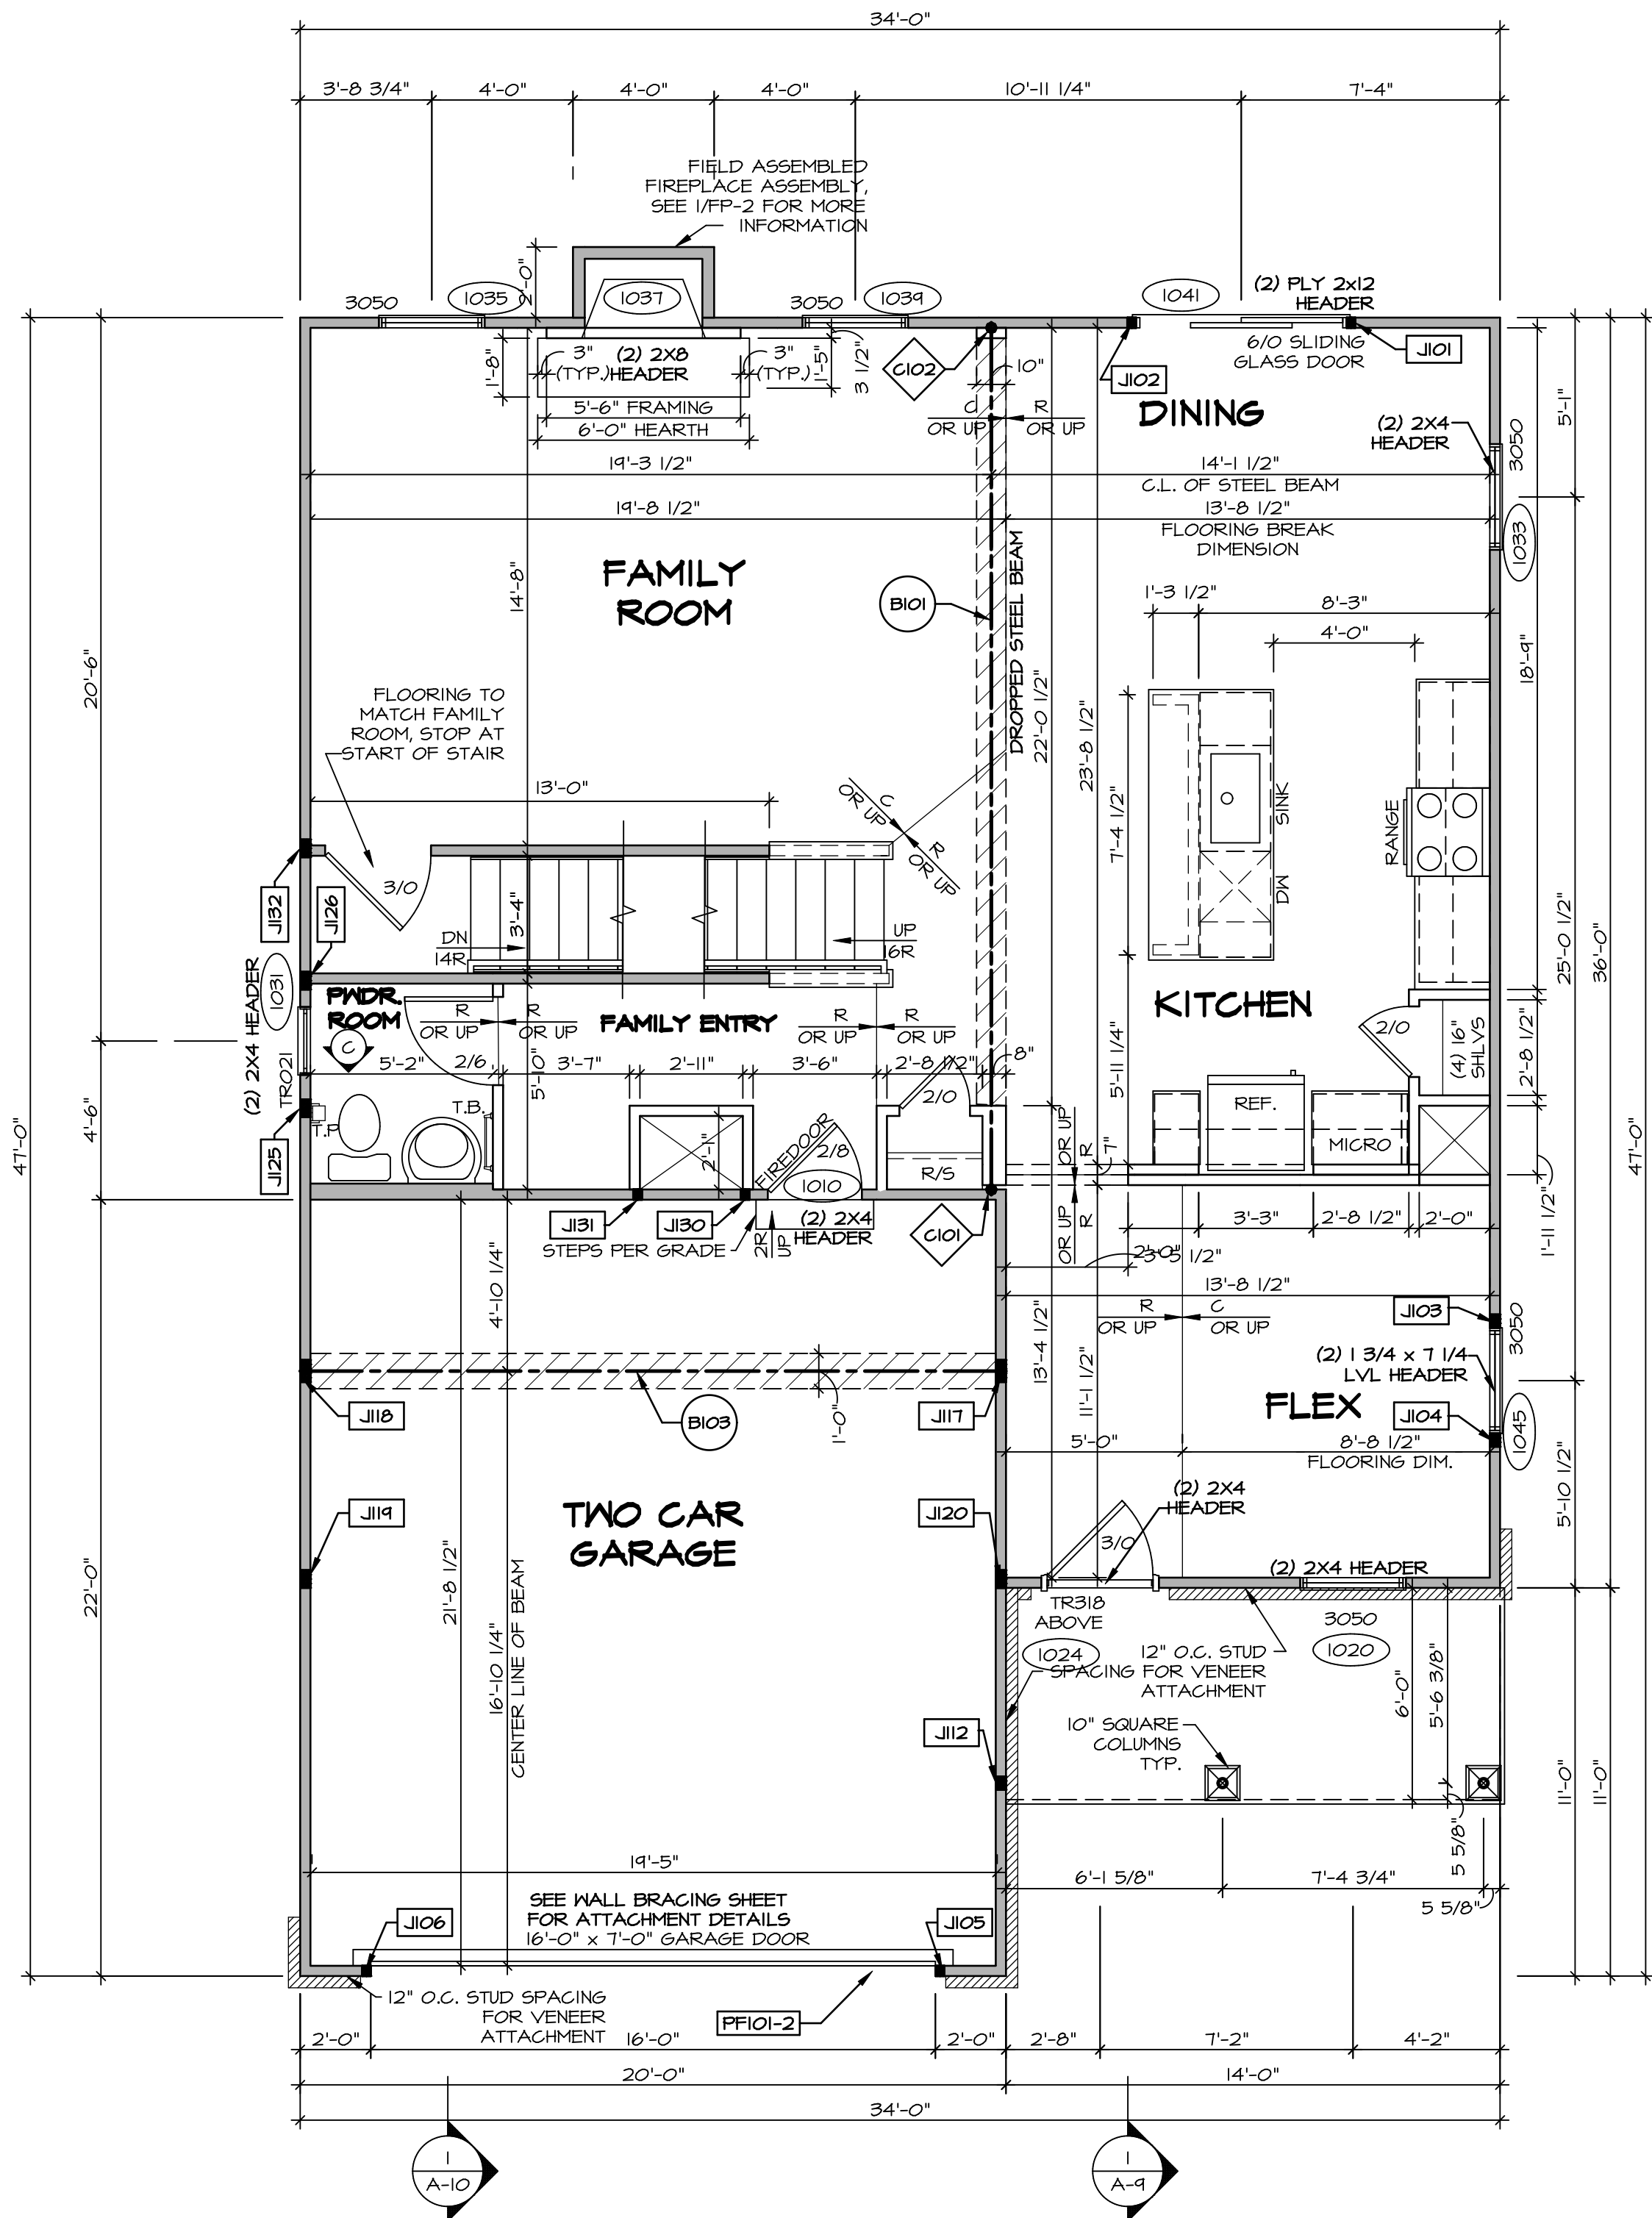 34'-0"
3'-8 3/4"
4'-0"
4'-0"
4'-0"
10'-11 1/4"
7'-4"
FIELD ASSEMBLED
FIREPLACE ASSEMBLY,
SEE 1/FP-2 FOR MORE
INFORMATION
2'-0"
3050
1035
1037
3050
1039
1041
(2) PLY 2x12
HEADER
6/0 SLIDING
GLASS DOOR
J101
J102
C102
1'-8"
3"
(TYP.)
(2) 2X8
HEADER
3"
(TYP.)
1'-5"
3 1/2"
10"
5'-6" FRAMING
6'-0" HEARTH
C
OR UP
R
OR UP
DINING
(2) 2X4
HEADER
3050
1033
5'-1"
19'-3 1/2"
14'-1 1/2"
C.L. OF STEEL BEAM
19'-8 1/2"
13'-8 1/2"
FLOORING BREAK
DIMENSION
FAMILY
ROOM
14'-8"
B101
DROPPED STEEL BEAM
22'-0 1/2"
23'-8 1/2"
1'-3 1/2"
8'-3"
4'-0"
18'-9"
20'-6"
FLOORING TO
MATCH FAMILY
ROOM, STOP AT
START OF STAIR
13'-0"
C
OR UP
R
OR UP
7'-4 1/2"
SINK
DW
RANGE
3/0
J132
J126
3'-4"
DN
14R
UP
16R
25'-0 1/2"
36'-0"
(2) 2X4 HEADER
1031
TR021
PWDR.
ROOM
C
R
OR UP
R
OR UP
FAMILY ENTRY
R
OR UP
R
OR UP
KITCHEN
2/0
(4) 16"
SHLVS
2'-8 1/2"
5'-2"
2/6
5'-10"
3'-7"
2'-11"
3'-6"
2'-8 1/2"
8"
5'-11 1/4"
47'-0"
4'-6"
J125
T.P.
T.B.
2'-1"
FIREDOOR
2/8
1010
2/0
R/S
OR UP
R
7"
REF.
MICRO
47'-0"
J131
J130
(2) 2X4
HEADER
STEPS PER GRADE
2R
UP
C101
OR UP
R
3'-3"
2'-8 1/2"
2'-0"
1'-11 1/2"
2'-0"
3'-5 1/2"
4'-10 1/4"
13'-8 1/2"
R
OR UP
C
OR UP
J103
3050
13'-4 1/2"
11'-1 1/2"
(2) 1 3/4 x 7 1/4
LVL HEADER
FLEX
J104
1045
J118
B103
1'-0"
J117
5'-0"
8'-8 1/2"
FLOORING DIM.
5'-10 1/2"
J119
TWO CAR
GARAGE
J120
(2) 2X4
HEADER
3/0
(2) 2X4 HEADER
22'-0"
21'-8 1/2"
16'-10 1/4"
CENTER LINE OF BEAM
TR318
ABOVE
1024
3050
1020
12" O.C. STUD
SPACING FOR VENEER
ATTACHMENT
6'-0"
5'-6 3/8"
J112
10" SQUARE
COLUMNS
TYP.
11'-0"
11'-0"
5 5/8"
19'-5"
6'-1 5/8"
7'-4 3/4"
5 5/8"
SEE WALL BRACING SHEET
FOR ATTACHMENT DETAILS
16'-0" x 7'-0" GARAGE DOOR
J106
J105
12" O.C. STUD SPACING
FOR VENEER
ATTACHMENT
PF101-2
2'-0"
16'-0"
2'-0"
2'-8"
7'-2"
4'-2"
20'-0"
14'-0"
34'-0"
1
A-10
1
A-9